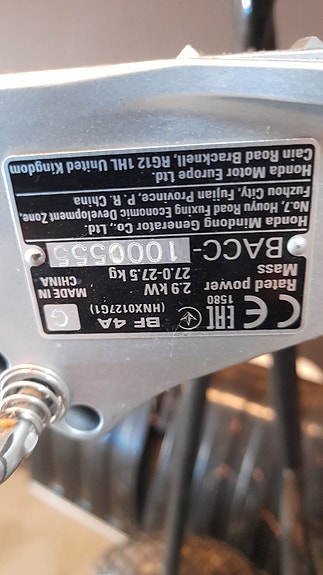 CE EAC BF 4A
1580 (HNX0127G1)
Rated power 2.9 kW MADE IN
Mass 27.0-27.5 kg CHINA
BACC-1000555
Honda Mindong Generator Co., Ltd.
No.7, Houyu Road Fuxing Economic Development Zone,
Fuzhou City, Fujian Province, P. R. China
Honda Motor Europe Ltd.
Cain Road Bracknell, RG12 1HL United Kingdom